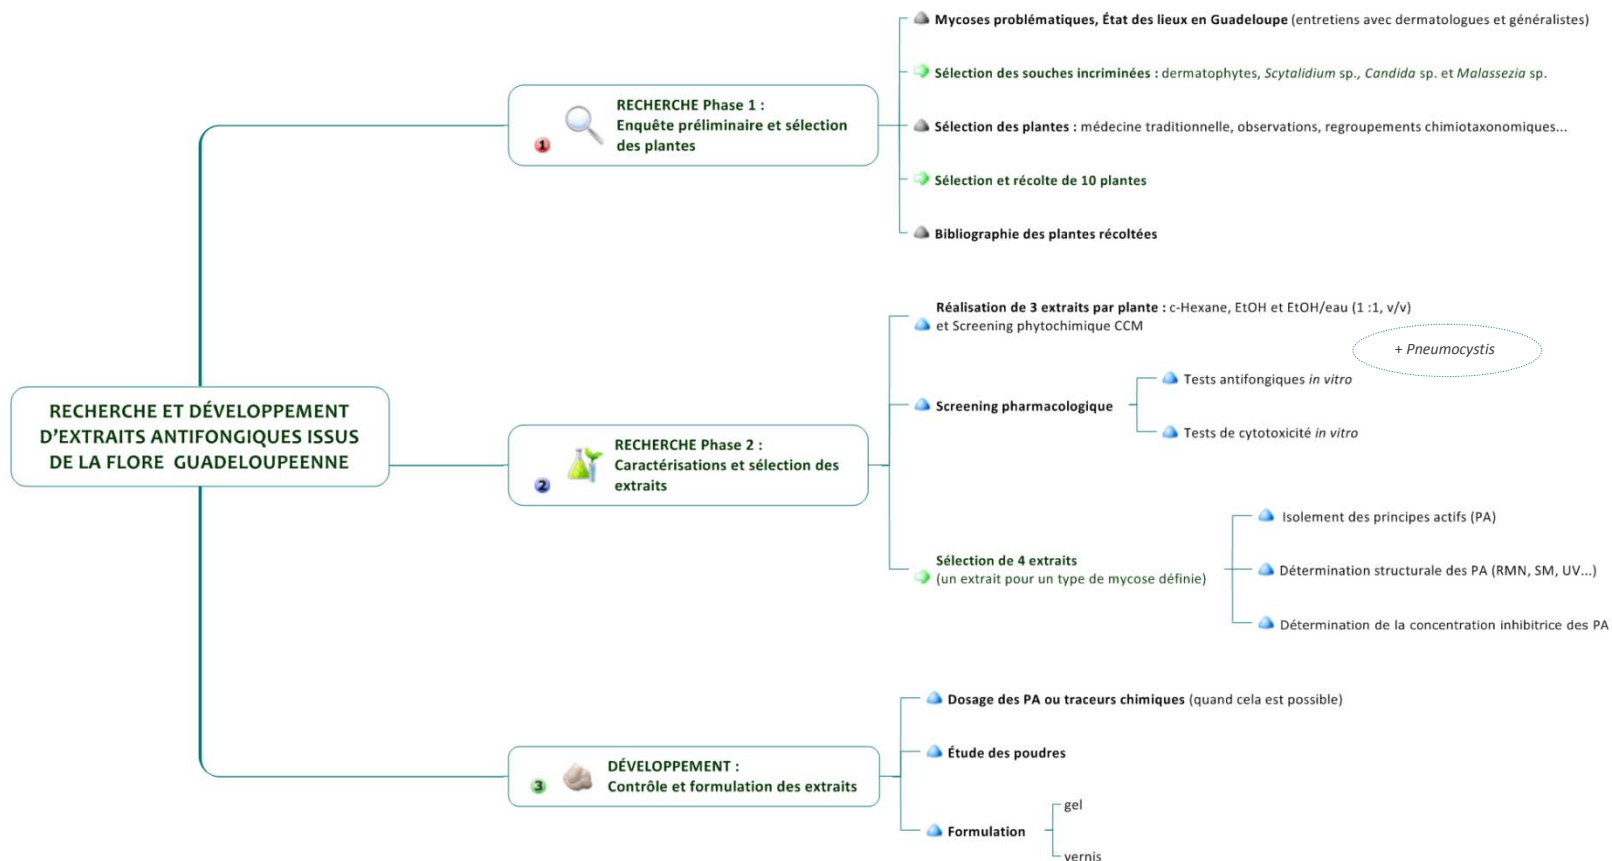 RECHERCHE ET DÉVELOPPEMENT
D'EXTRAITS ANTIFONGIQUES ISSUS
DE LA FLORE GUADELOUPEENNE
1
RECHERCHE Phase 1 :
Enquête préliminaire et sélection
des plantes
Mycoses problématiques, État des lieux en Guadeloupe (entretiens avec dermatologues et généralistes)
Sélection des souches incriminées : dermatophytes, Scytalidium sp., Candida sp. et Malassezia sp.
Sélection des plantes : médecine traditionnelle, observations, regroupements chimiotaxonomiques...
Sélection et récolte de 10 plantes
Bibliographie des plantes récoltées
2
RECHERCHE Phase 2 :
Caractérisations et sélection des
extraits
Réalisation de 3 extraits par plante : c-Hexane, EtOH et EtOH/eau (1 :1, v/v)
et Screening phytochimique CCM
+ Pneumocystis
Screening pharmacologique
Tests antifongiques in vitro
Tests de cytotoxicité in vitro
Sélection de 4 extraits
(un extrait pour un type de mycose définie)
Isolement des principes actifs (PA)
Détermination structurale des PA (RMN, SM, UV...)
Détermination de la concentration inhibitrice des PA
3
DÉVELOPPEMENT :
Contrôle et formulation des extraits
Dosage des PA ou traceurs chimiques (quand cela est possible)
Étude des poudres
Formulation
gel
vernis